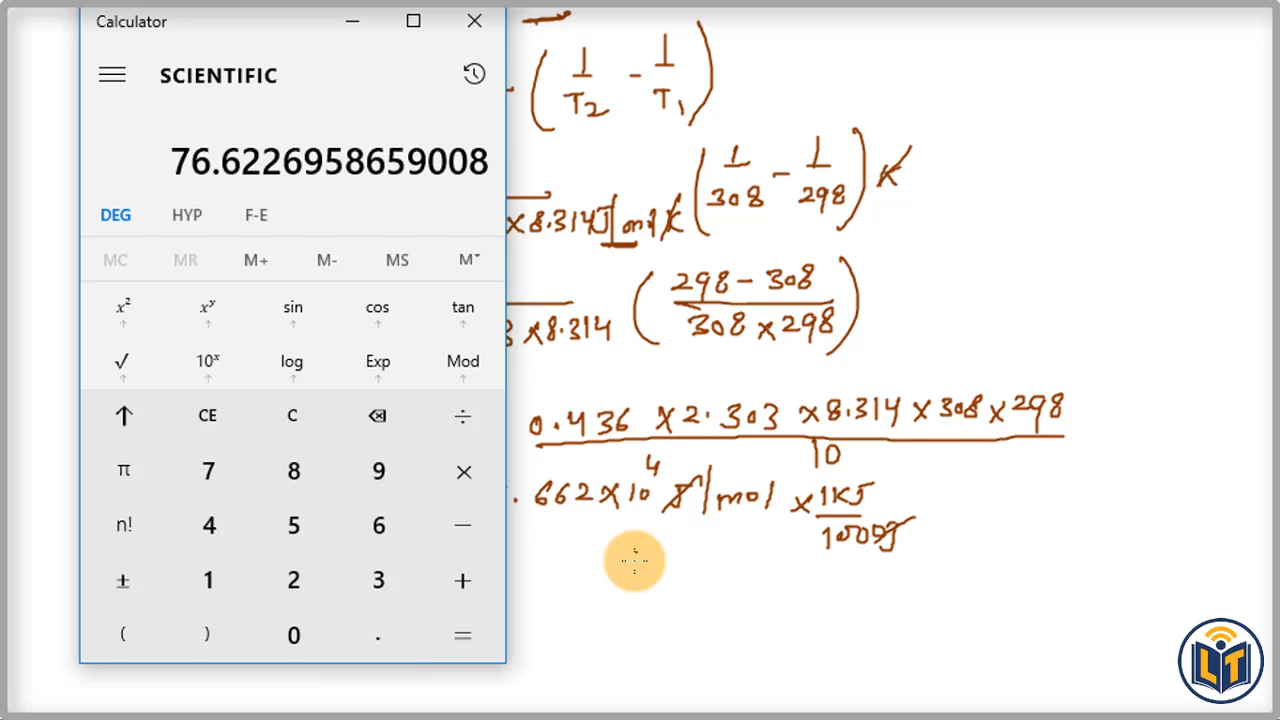 Calculator
SCIENTIFIC
76.6226958659008
DEG HYP F-E
MC MR M+ M- MS M˅
x² xʸ sin cos tan
√ 10ˣ log Exp Mod
↑ CE C ⌫ ÷
π 7 8 9 ×
n! 4 5 6 −
± 1 2 3 +
( ) 0 . =
- (1/T2 - 1/T1)
×8.314J/mol K (1/308 - 1/298) K
3 ×8.314 (298 - 308 / 308 × 298)
0.436 × 2.303 × 8.314 × 308 × 298 / 10
. 662 × 10⁴ J/mol × 1KJ/1000J
LT